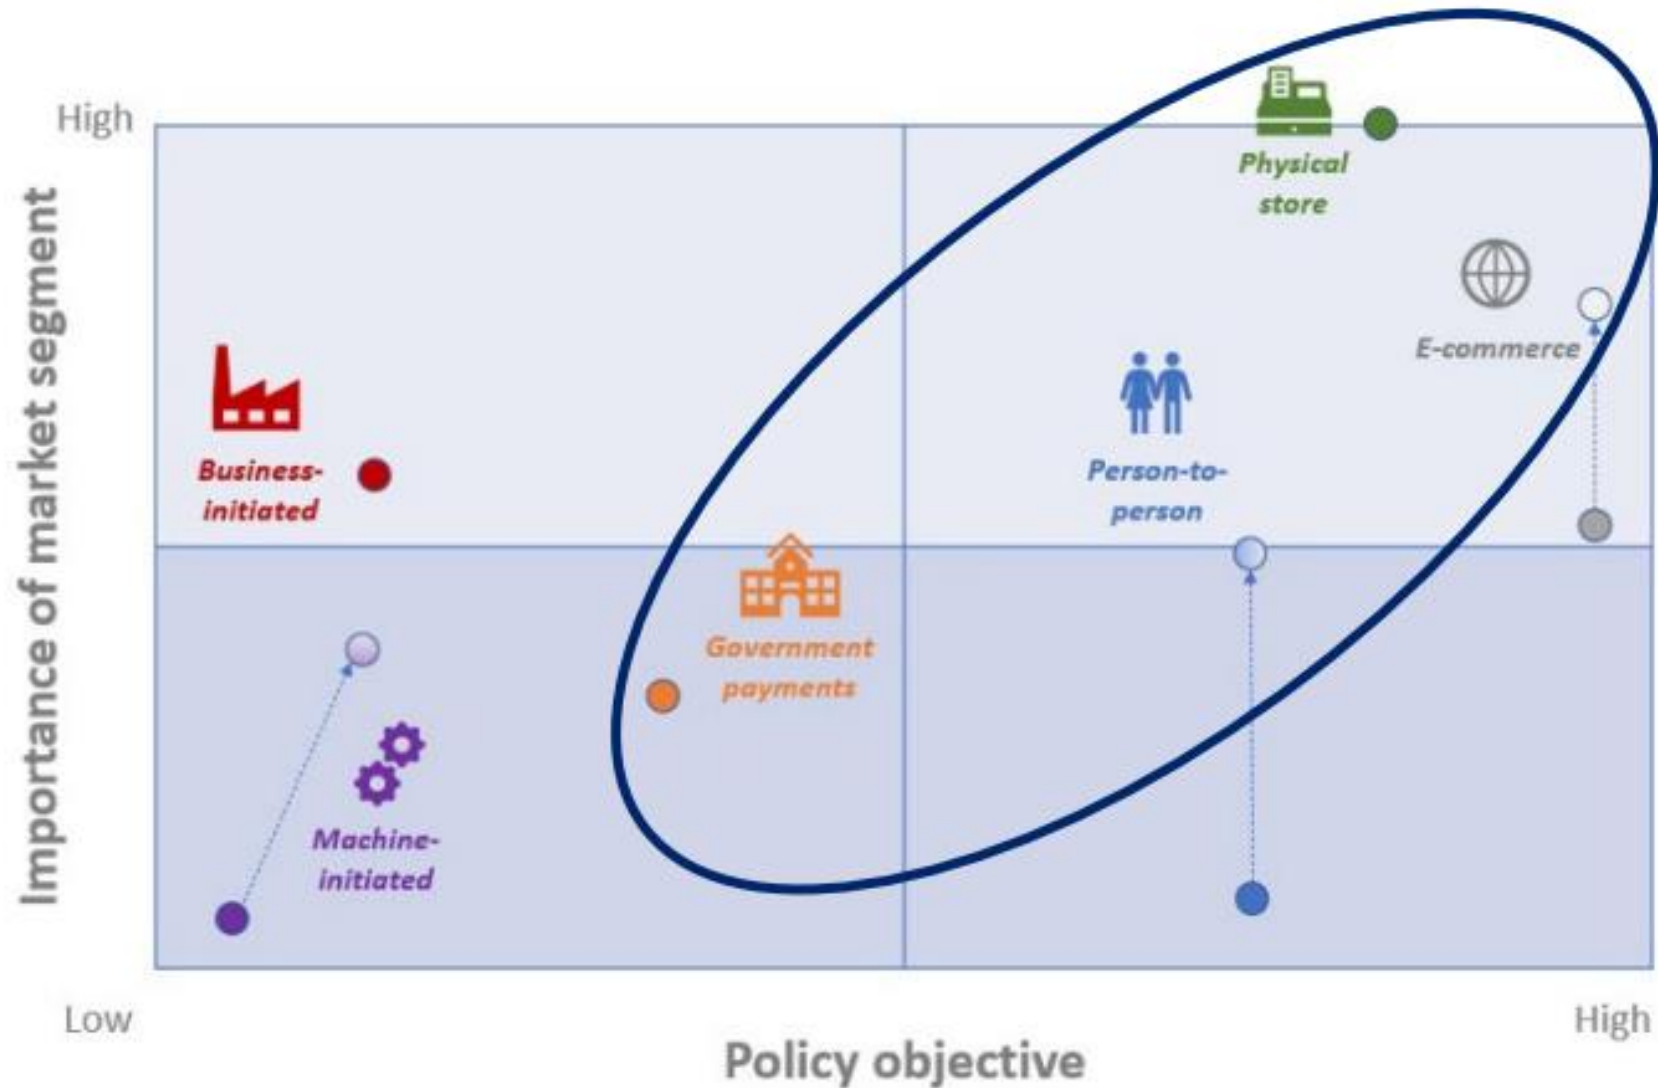 High
Physical
store
E-commerce
Business-
initiated
Person-to-
person
Government
payments
Machine-
initiated
Importance of market segment
Low
High
Policy objective